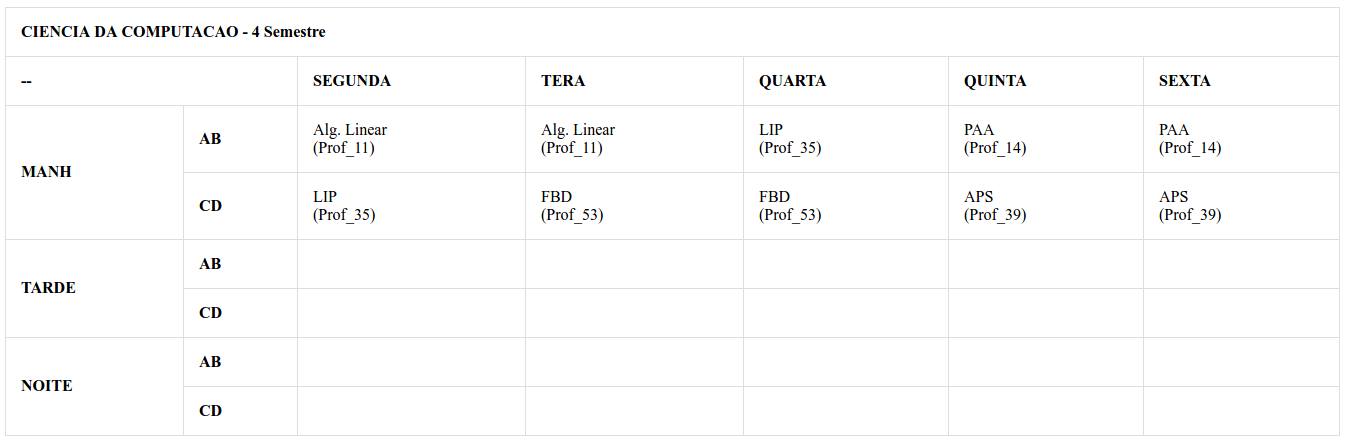 CIENCIA DA COMPUTACAO - 4 Semestre
-- SEGUNDA TERA QUARTA QUINTA SEXTA
MANH
AB
Alg. Linear
(Prof_11)
Alg. Linear
(Prof_11)
LIP
(Prof_35)
PAA
(Prof_14)
PAA
(Prof_14)
CD
LIP
(Prof_35)
FBD
(Prof_53)
FBD
(Prof_53)
APS
(Prof_39)
APS
(Prof_39)
TARDE
AB
CD
NOITE
AB
CD